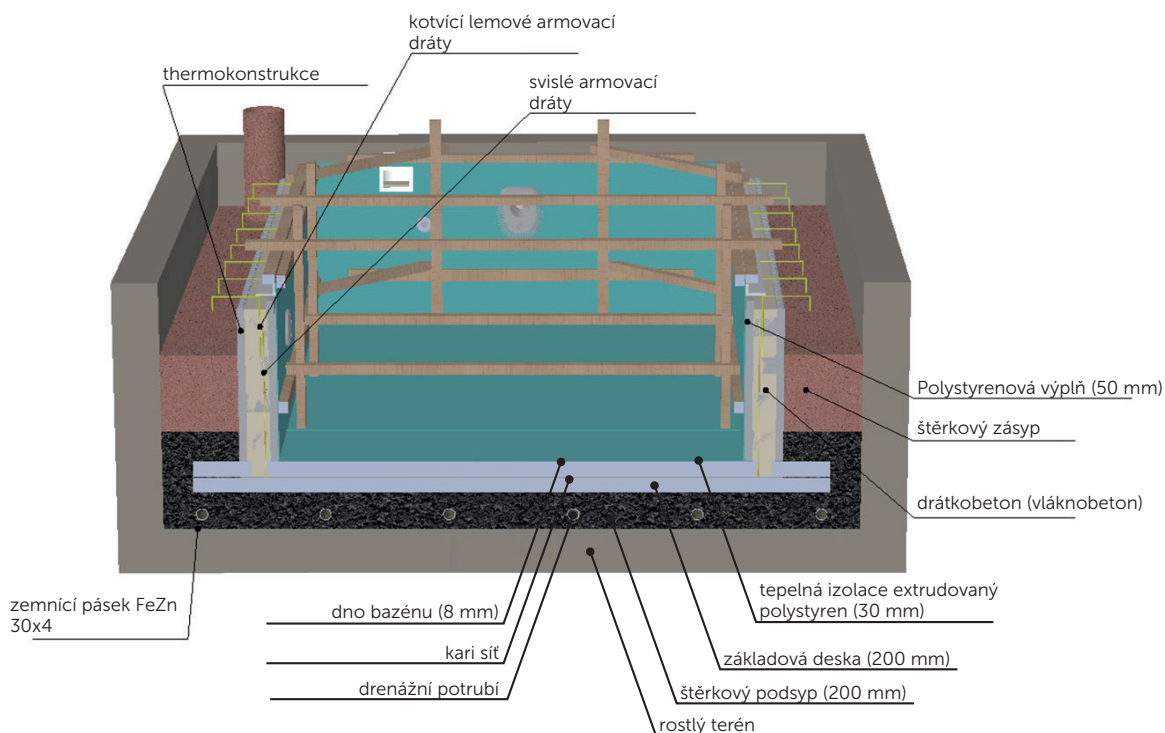 kotvící lemové armovací
dráty
thermokonstrukce
svislé armovací
dráty
Polystyrenová výplň (50 mm)
štěrkový zásyp
drátkobeton (vláknobeton)
zemnící pásek FeZn
30x4
dno bazénu (8 mm)
tepelná izolace extrudovaný
polystyren (30 mm)
kari síť
základová deska (200 mm)
drenážní potrubí
štěrkový podsyp (200 mm)
rostlý terén